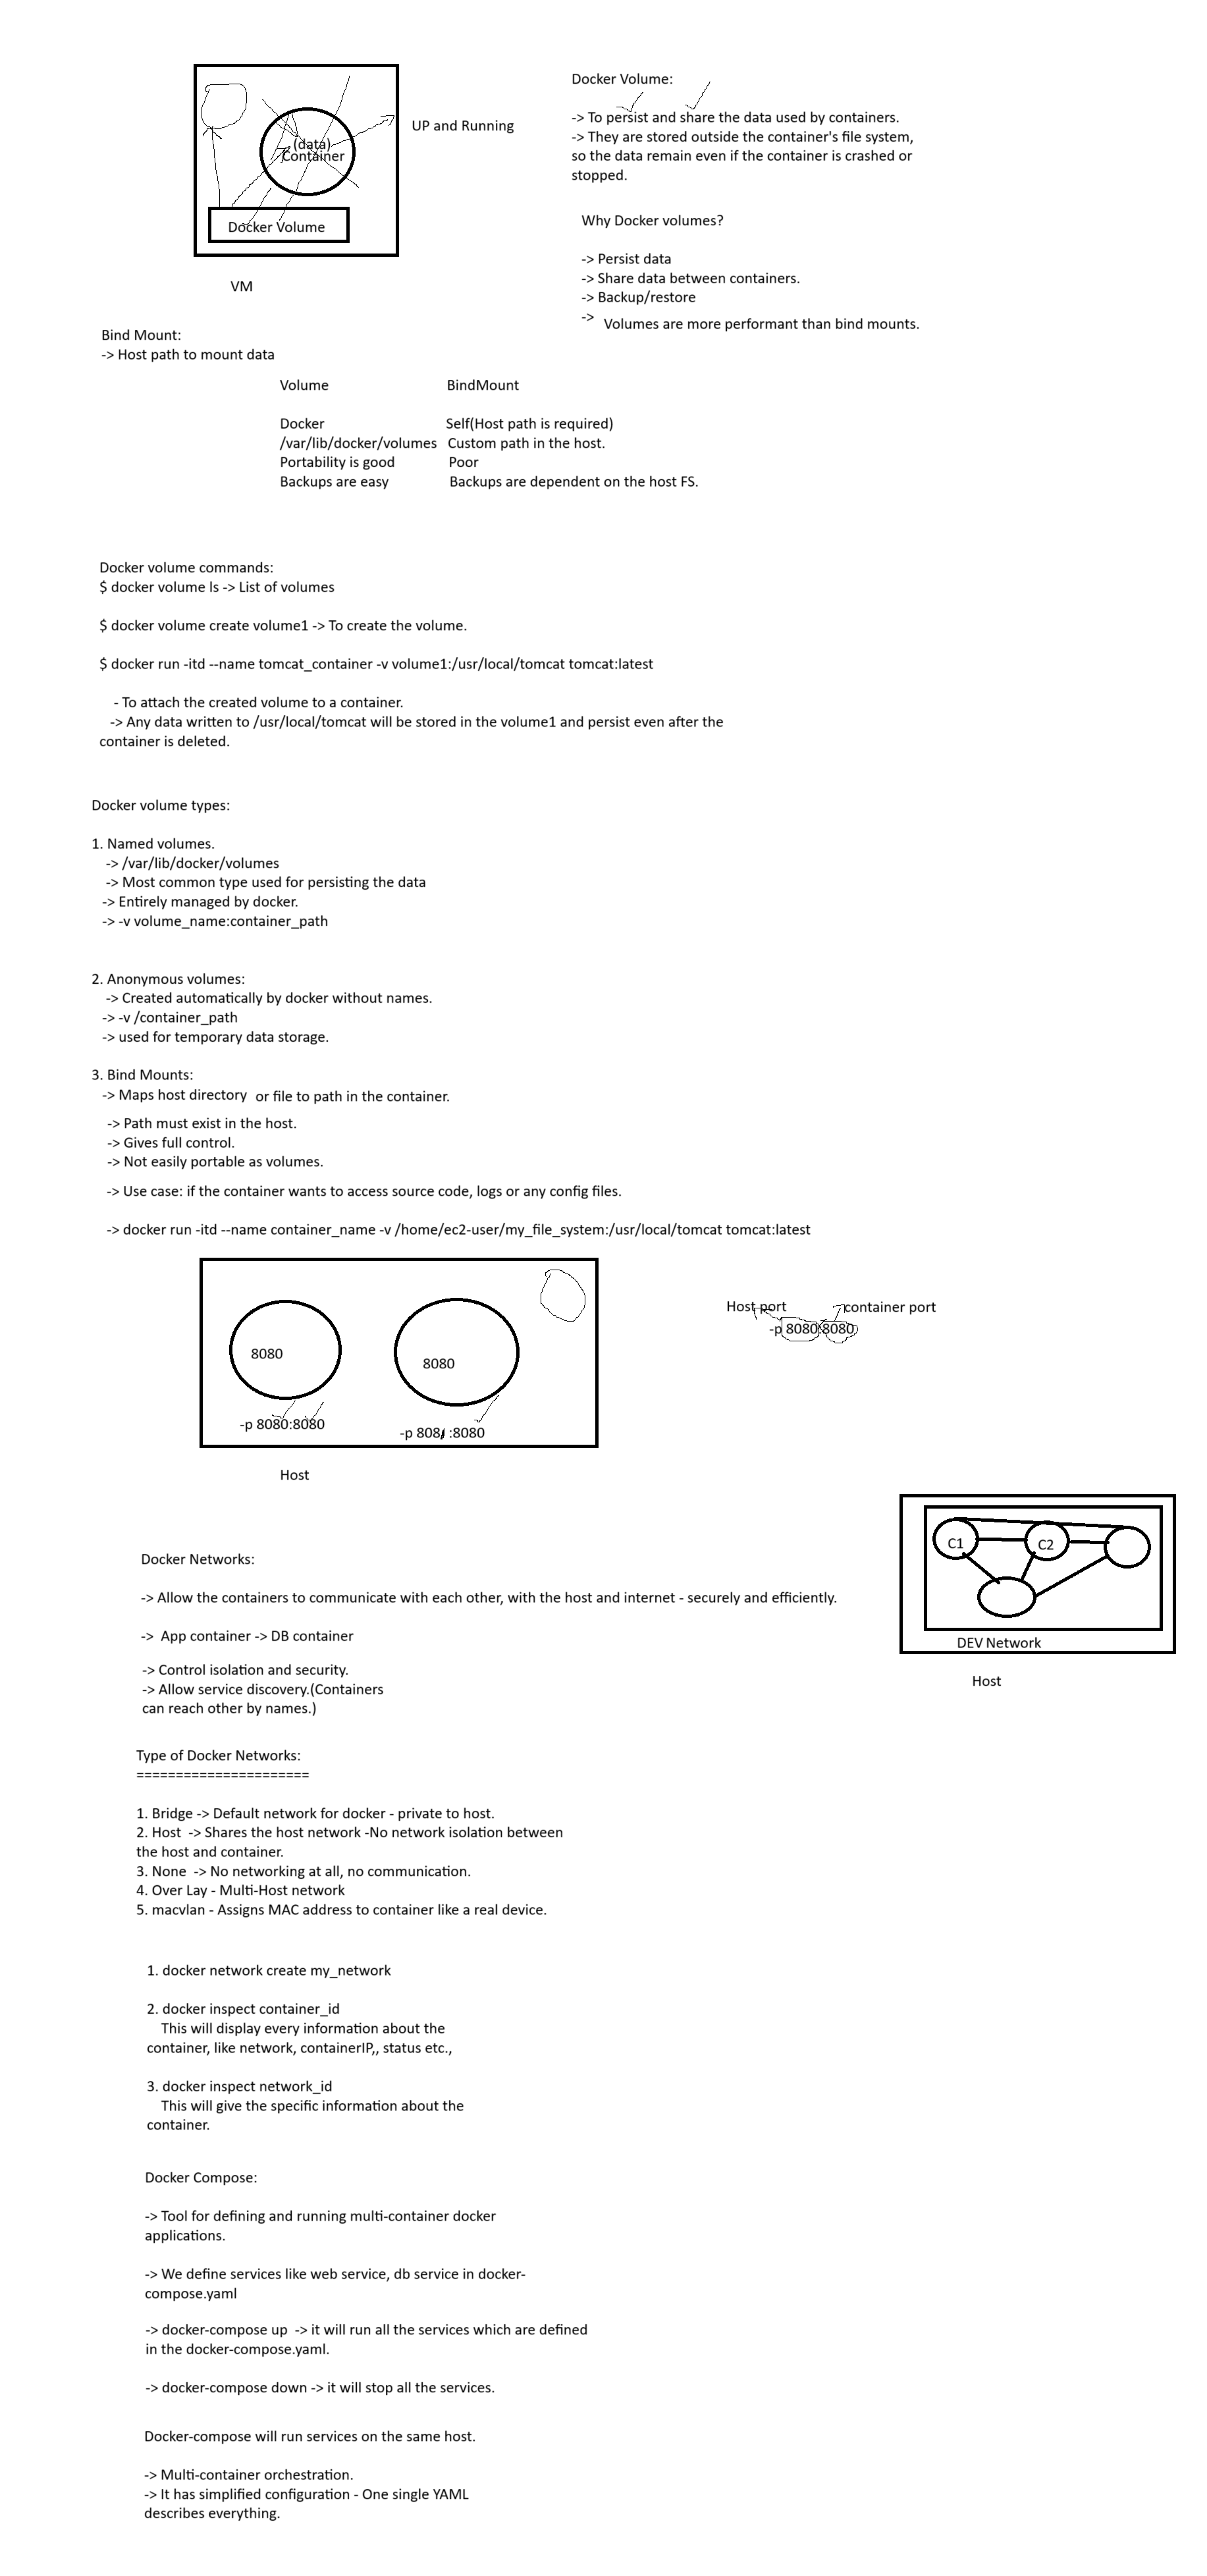 Docker Volume:
-> To persist and share the data used by containers.
-> They are stored outside the container's file system,
so the data remain even if the container is crashed or
stopped.
(data)
Container
UP and Running
Docker Volume
VM
Why Docker volumes?
-> Persist data
-> Share data between containers.
-> Backup/restore
-> Volumes are more performant than bind mounts.
Bind Mount:
-> Host path to mount data
Volume BindMount
Docker Self(Host path is required)
/var/lib/docker/volumes Custom path in the host.
Portability is good Poor
Backups are easy Backups are dependent on the host FS.
Docker volume commands:
$ docker volume ls -> List of volumes
$ docker volume create volume1 -> To create the volume.
$ docker run -itd --name tomcat_container -v volume1:/usr/local/tomcat tomcat:latest
- To attach the created volume to a container.
-> Any data written to /usr/local/tomcat will be stored in the volume1 and persist even after the
container is deleted.
Docker volume types:
1. Named volumes.
-> /var/lib/docker/volumes
-> Most common type used for persisting the data
-> Entirely managed by docker.
-> -v volume_name:container_path
2. Anonymous volumes:
-> Created automatically by docker without names.
-> -v /container_path
-> used for temporary data storage.
3. Bind Mounts:
-> Maps host directory or file to path in the container.
-> Path must exist in the host.
-> Gives full control.
-> Not easily portable as volumes.
-> Use case: if the container wants to access source code, logs or any config files.
-> docker run -itd --name container_name -v /home/ec2-user/my_file_system:/usr/local/tomcat tomcat:latest
8080
8080
-p 8080:8080
-p 8081 :8080
Host
Host port container port
-p 8080:8080
C1
C2
DEV Network
Host
Docker Networks:
-> Allow the containers to communicate with each other, with the host and internet - securely and efficiently.
-> App container -> DB container
-> Control isolation and security.
-> Allow service discovery.(Containers
can reach other by names.)
Type of Docker Networks:
======================
1. Bridge -> Default network for docker - private to host.
2. Host -> Shares the host network -No network isolation between
the host and container.
3. None -> No networking at all, no communication.
4. Over Lay - Multi-Host network
5. macvlan - Assigns MAC address to container like a real device.
1. docker network create my_network
2. docker inspect container_id
This will display every information about the
container, like network, containerIP,, status etc.,
3. docker inspect network_id
This will give the specific information about the
container.
Docker Compose:
-> Tool for defining and running multi-container docker
applications.
-> We define services like web service, db service in docker-
compose.yaml
-> docker-compose up -> it will run all the services which are defined
in the docker-compose.yaml.
-> docker-compose down -> it will stop all the services.
Docker-compose will run services on the same host.
-> Multi-container orchestration.
-> It has simplified configuration - One single YAML
describes everything.